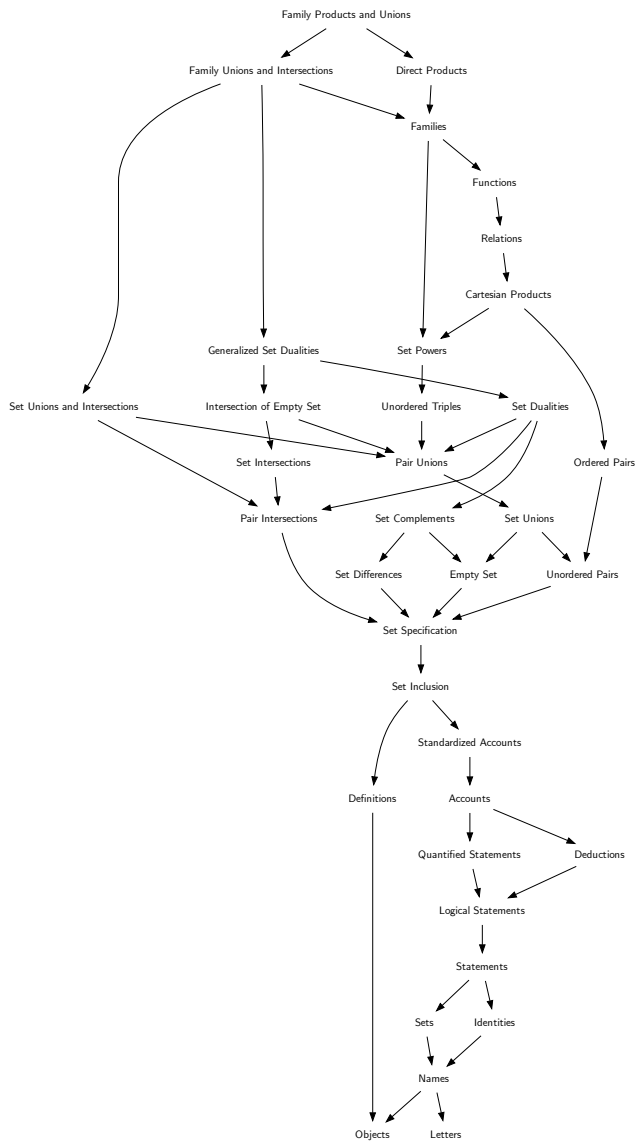 Family Products and Unions
Family Unions and Intersections
Direct Products
Families
Functions
Relations
Cartesian Products
Generalized Set Dualities
Set Powers
Set Unions and Intersections
Intersection of Empty Set
Unordered Triples
Set Dualities
Set Intersections
Pair Unions
Ordered Pairs
Pair Intersections
Set Complements
Set Unions
Set Differences
Empty Set
Unordered Pairs
Set Specification
Set Inclusion
Standardized Accounts
Definitions
Accounts
Quantified Statements
Deductions
Logical Statements
Statements
Sets
Identities
Names
Objects
Letters